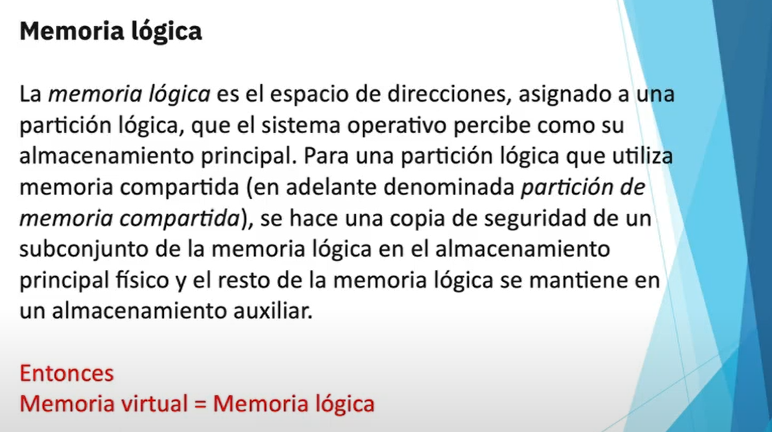 Memoria lógica
La memoria lógica es el espacio de direcciones, asignado a una
partición lógica, que el sistema operativo percibe como su
almacenamiento principal. Para una partición lógica que utiliza
memoria compartida (en adelante denominada partición de
memoria compartida), se hace una copia de seguridad de un
subconjunto de la memoria lógica en el almacenamiento
principal físico y el resto de la memoria lógica se mantiene en
un almacenamiento auxiliar.
Entonces
Memoria virtual = Memoria lógica